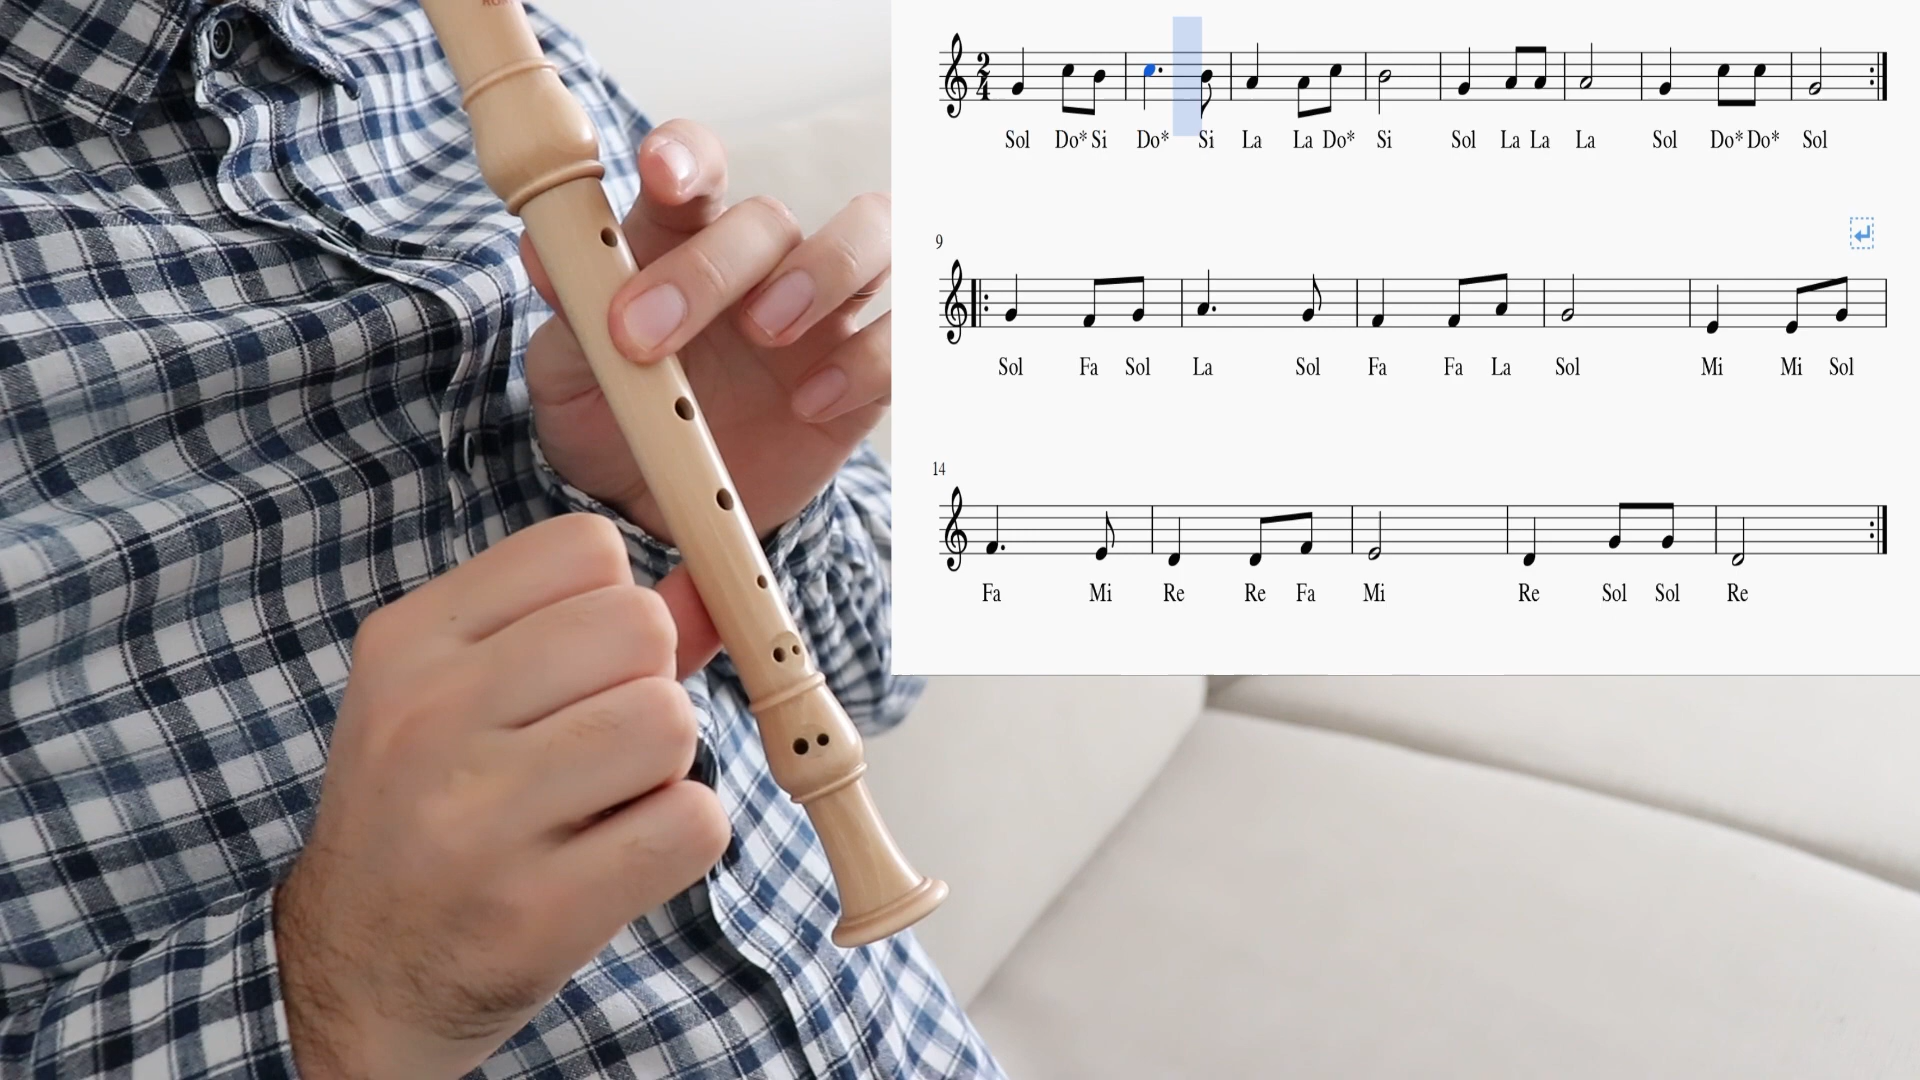 2 4
Sol Do* Si Do* Si La La Do* Si Sol La La La Sol Do* Do* Sol
9
Sol Fa Sol La Sol Fa Fa La Sol Mi Mi Sol
14
Fa Mi Re Re Fa Mi Re Sol Sol Re